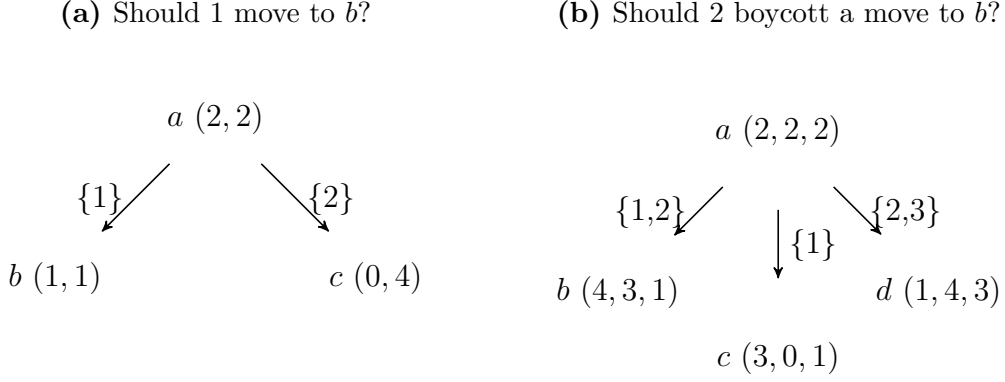 (a) Should 1 move to b?
a (2, 2)
{1}
{2}
b (1, 1)
c (0, 4)
(b) Should 2 boycott a move to b?
a (2, 2, 2)
{1,2}
{1}
{2,3}
b (4, 3, 1)
d (1, 4, 3)
c (3, 0, 1)